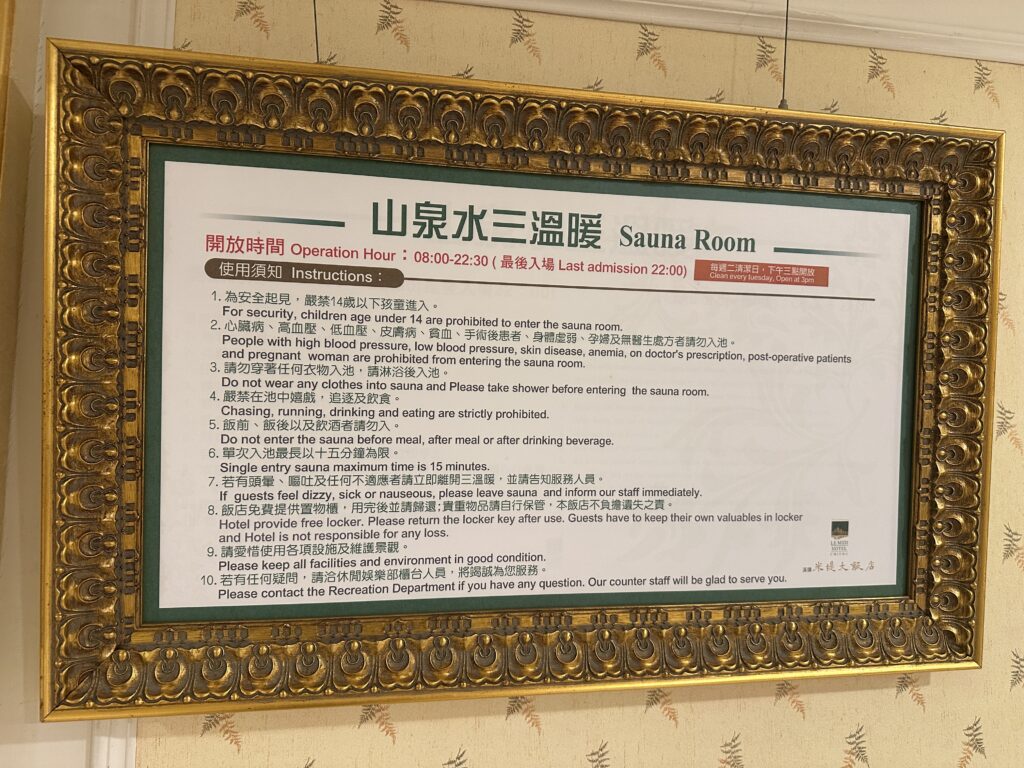 山泉水三溫暖 Sauna Room
開放時間 Operation Hour：08:00-22:30 ( 最後入場 Last admission 22:00)
每週二清潔日，下午三點開放
Clean every tuesday, Open at 3pm
使用須知 Instructions：
1. 為安全起見，嚴禁14歲以下孩童進入。
For security, children age under 14 are prohibited to enter the sauna room.
2. 心臟病、高血壓、低血壓、皮膚病、貧血、手術後患者、身體虛弱、孕婦及無醫生處方者請勿入池。
People with high blood pressure, low blood pressure, skin disease, anemia, on doctor's prescription, post-operative patients
and pregnant woman are prohibited from entering the sauna room.
3. 請勿穿著任何衣物入池，請淋浴後入池。
Do not wear any clothes into sauna and Please take shower before entering the sauna room.
4. 嚴禁在池中嬉戲，追逐及飲食。
Chasing, running, drinking and eating are strictly prohibited.
5. 飯前、飯後以及飲酒者請勿入。
Do not enter the sauna before meal, after meal or after drinking beverage.
6. 單次入池最長以十五分鐘為限。
Single entry sauna maximum time is 15 minutes.
7. 若有頭暈、嘔吐及任何不適應者請立即離開三溫暖，並請告知服務人員。
If guests feel dizzy, sick or nauseous, please leave sauna and inform our staff immediately.
8. 飯店免費提供置物櫃，用完後並請歸還;貴重物品請自行保管，本飯店不負擔遺失之責。
Hotel provide free locker. Please return the locker key after use. Guests have to keep their own valuables in locker
and Hotel is not responsible for any loss.
9. 請愛惜使用各項設施及維護景觀。
Please keep all facilities and environment in good condition.
10. 若有任何疑問，請洽休閒娛樂部櫃台人員，將竭誠為您服務。
Please contact the Recreation Department if you have any question. Our counter staff will be glad to serve you.
LE MIDI
HOTEL
CHITOU
溪頭 米堤大飯店